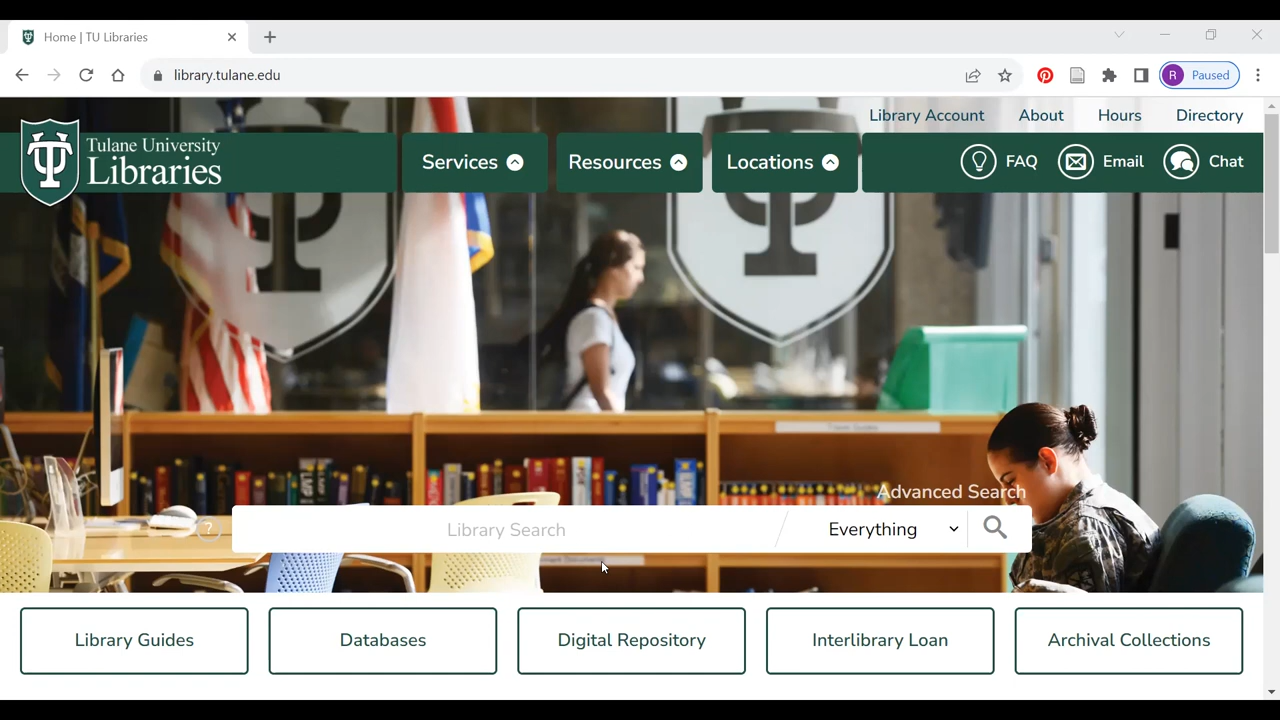 Home | TU Libraries
library.tulane.edu
R Paused
Library Account About Hours Directory
Tulane University
Libraries
Services Resources Locations FAQ Email Chat
Advanced Search
? Library Search Everything
Library Guides Databases Digital Repository Interlibrary Loan Archival Collections